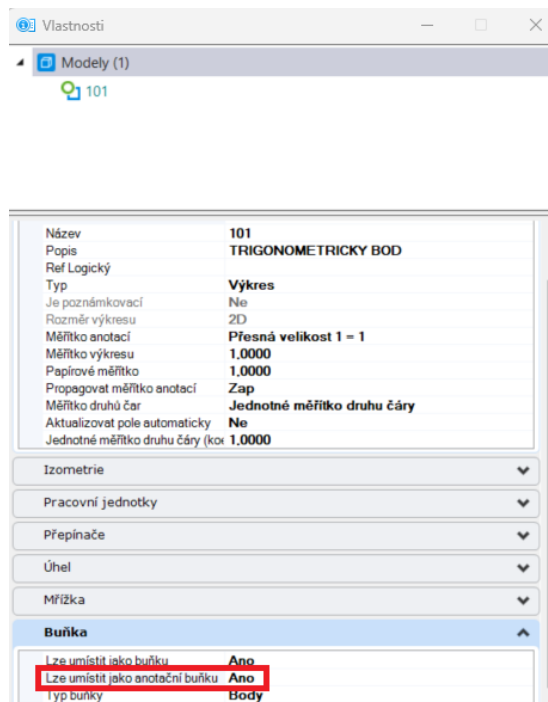 Vlastnosti
Modely (1)
101
Název 101
Popis TRIGONOMETRICKY BOD
Ref Logický
Typ Výkres
Je poznámkovací Ne
Rozměr výkresu 2D
Měřítko anotací Přesná velikost 1 = 1
Měřítko výkresu 1,0000
Papírové měřítko 1,0000
Propagovat měřítko anotací Zap
Měřítko druhů čar Jednotné měřítko druhu čáry
Aktualizovat pole automaticky Ne
Jednotné měřítko druhu čáry (koe 1,0000
Izometrie
Pracovní jednotky
Přepínače
Úhel
Mřížka
Buňka
Lze umístit jako buňku Ano
Lze umístit jako anotační buňku Ano
Typ buňky Body